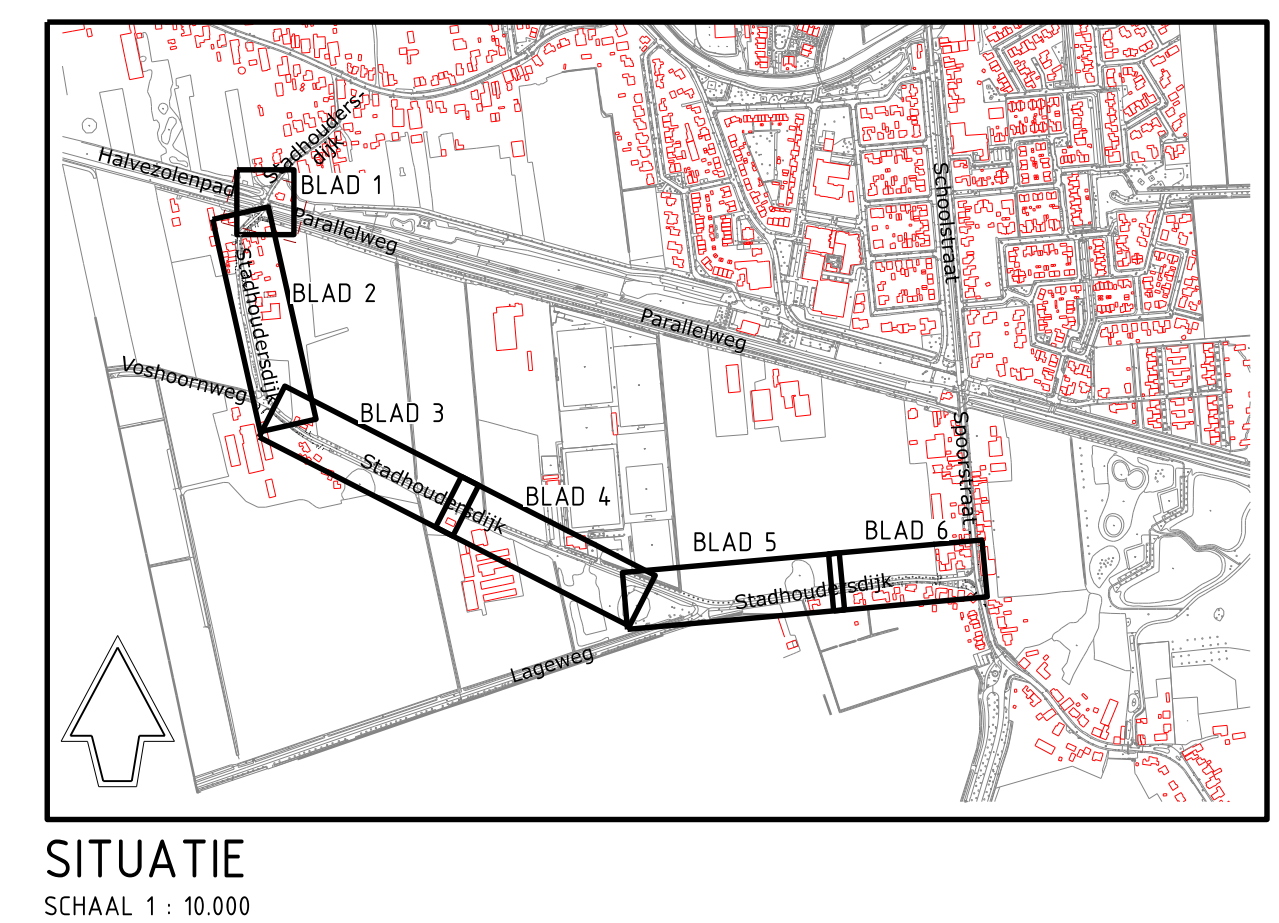 Stadhouders-
dijk
Halvezolenpad
BLAD 1
Parallelweg
Schoolstraat
Stadhoudersdijk
BLAD 2
Parallelweg
Voshoornweg
BLAD 3
Spoorstraat
Stadhoudersdijk
BLAD 4
BLAD 5
BLAD 6
Stadhoudersdijk
Lageweg
SITUATIE
SCHAAL 1 : 10.000